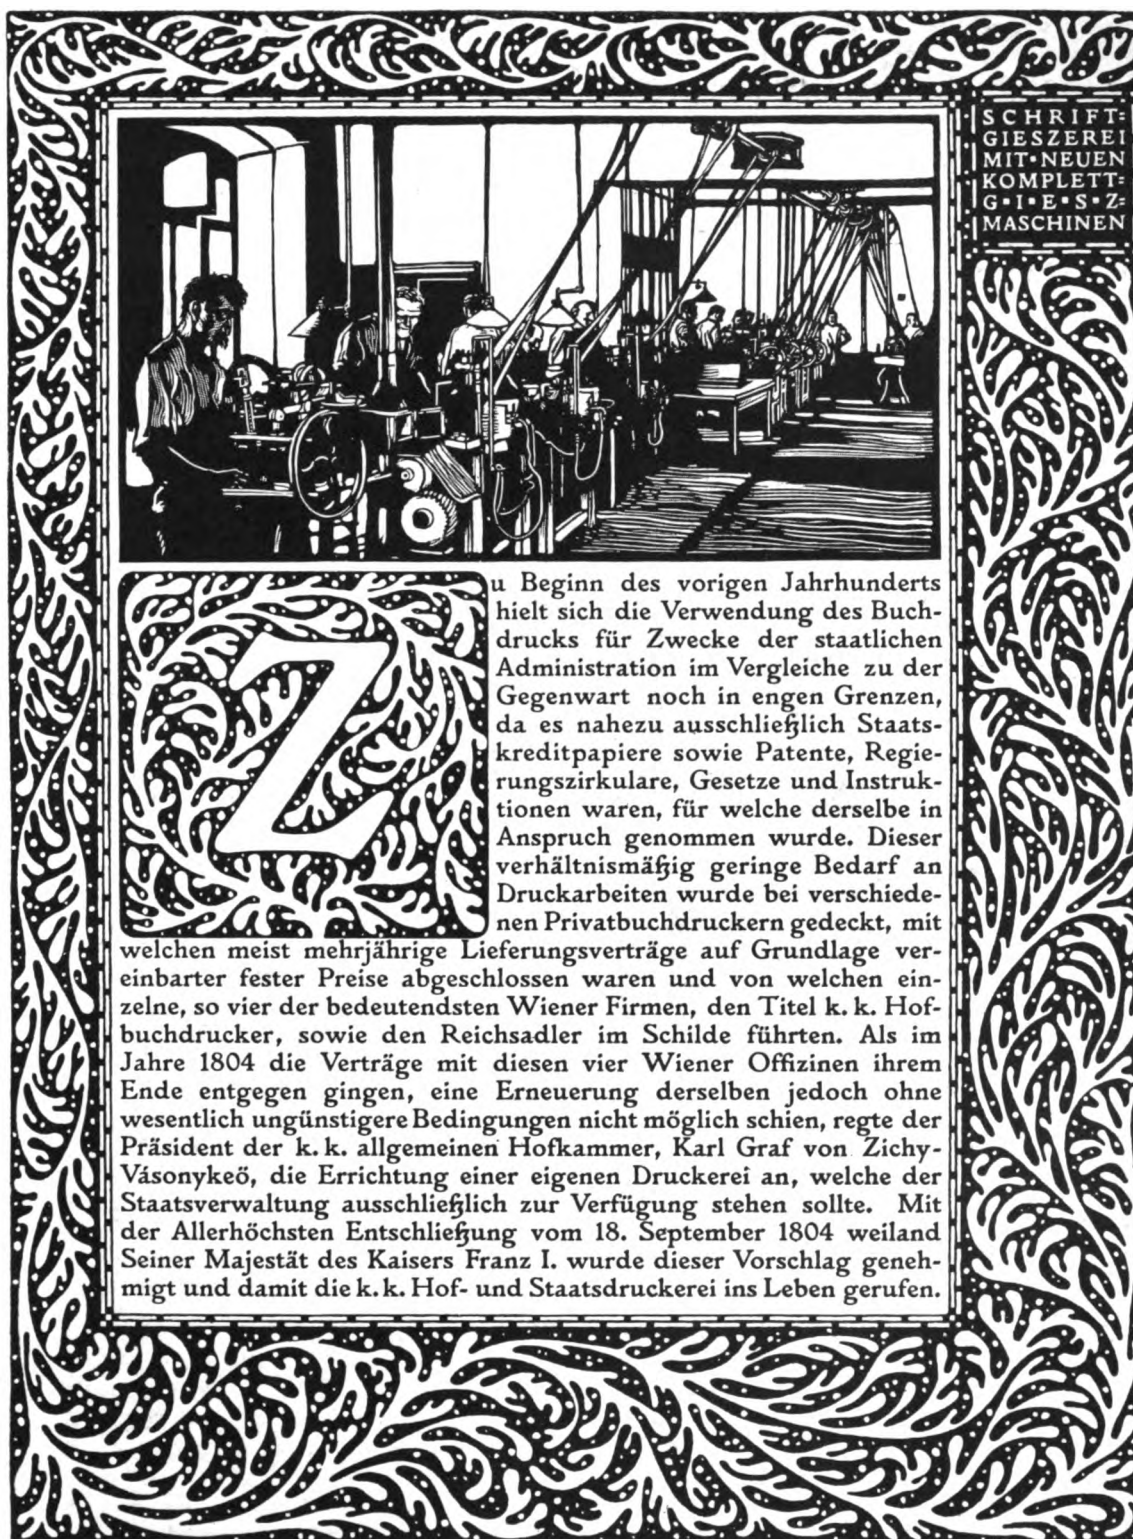 SCHRIFT=
GIESZEREI
MIT•NEUEN
KOMPLETT=
G•I•E•S•Z=
MASCHINEN
Zu Beginn des vorigen Jahrhunderts
hielt sich die Verwendung des Buch-
drucks für Zwecke der staatlichen
Administration im Vergleiche zu der
Gegenwart noch in engen Grenzen,
da es nahezu ausschließlich Staats-
kreditpapiere sowie Patente, Regie-
rungszirkulare, Gesetze und Instruk-
tionen waren, für welche derselbe in
Anspruch genommen wurde. Dieser
verhältnismäßig geringe Bedarf an
Druckarbeiten wurde bei verschiede-
nen Privatbuchdruckern gedeckt, mit
welchen meist mehrjährige Lieferungsverträge auf Grundlage ver-
einbarter fester Preise abgeschlossen waren und von welchen ein-
zelne, so vier der bedeutendsten Wiener Firmen, den Titel k. k. Hof-
buchdrucker, sowie den Reichsadler im Schilde führten. Als im
Jahre 1804 die Verträge mit diesen vier Wiener Offizinen ihrem
Ende entgegen gingen, eine Erneuerung derselben jedoch ohne
wesentlich ungünstigere Bedingungen nicht möglich schien, regte der
Präsident der k. k. allgemeinen Hofkammer, Karl Graf von Zichy-
Vásonykeö, die Errichtung einer eigenen Druckerei an, welche der
Staatsverwaltung ausschließlich zur Verfügung stehen sollte. Mit
der Allerhöchsten Entschließung vom 18. September 1804 weiland
Seiner Majestät des Kaisers Franz I. wurde dieser Vorschlag geneh-
migt und damit die k. k. Hof- und Staatsdruckerei ins Leben gerufen.